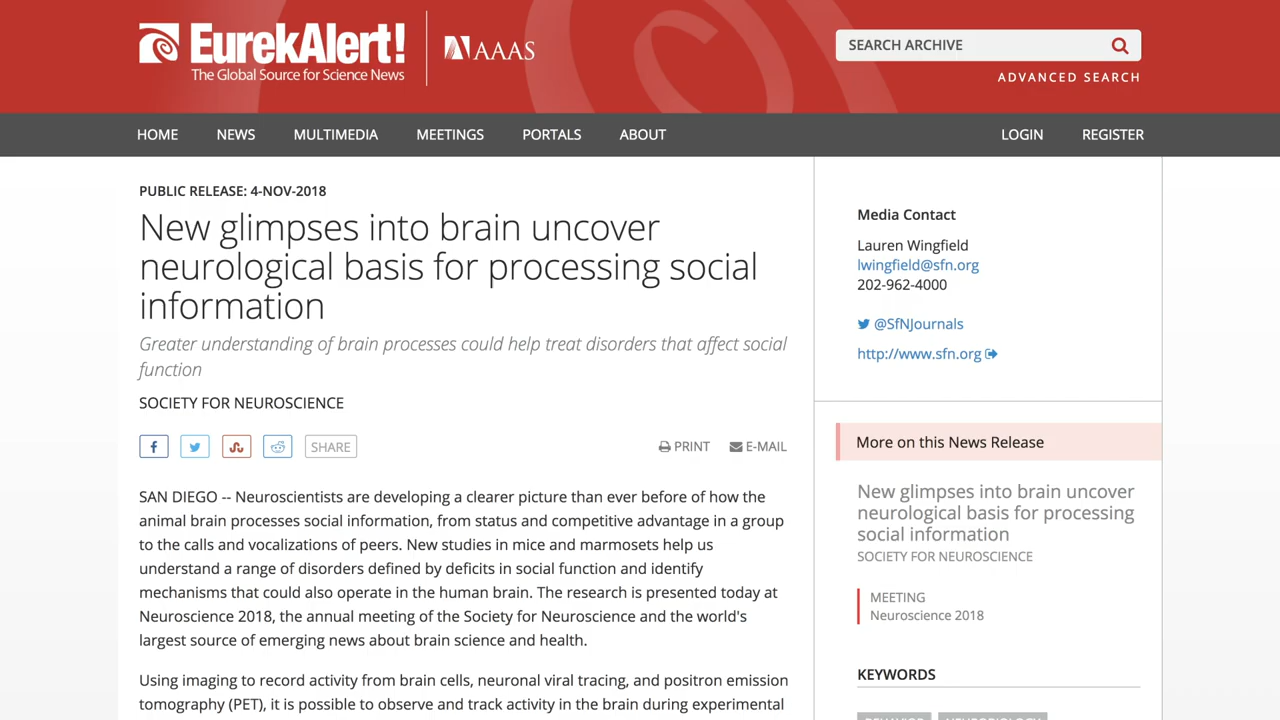 EurekAlert!
The Global Source for Science News
AAAS
SEARCH ARCHIVE
ADVANCED SEARCH
HOME NEWS MULTIMEDIA MEETINGS PORTALS ABOUT LOGIN REGISTER
PUBLIC RELEASE: 4-NOV-2018
New glimpses into brain uncover
neurological basis for processing social
information
Greater understanding of brain processes could help treat disorders that affect social
function
SOCIETY FOR NEUROSCIENCE
SHARE
PRINT E-MAIL
SAN DIEGO -- Neuroscientists are developing a clearer picture than ever before of how the
animal brain processes social information, from status and competitive advantage in a group
to the calls and vocalizations of peers. New studies in mice and marmosets help us
understand a range of disorders defined by deficits in social function and identify
mechanisms that could also operate in the human brain. The research is presented today at
Neuroscience 2018, the annual meeting of the Society for Neuroscience and the world's
largest source of emerging news about brain science and health.
Using imaging to record activity from brain cells, neuronal viral tracing, and positron emission
tomography (PET), it is possible to observe and track activity in the brain during experimental
Media Contact
Lauren Wingfield
lwingfield@sfn.org
202-962-4000
@SfNJournals
http://www.sfn.org
More on this News Release
New glimpses into brain uncover
neurological basis for processing
social information
SOCIETY FOR NEUROSCIENCE
MEETING
Neuroscience 2018
KEYWORDS
BEHAVIOR NEUROBIOLOGY